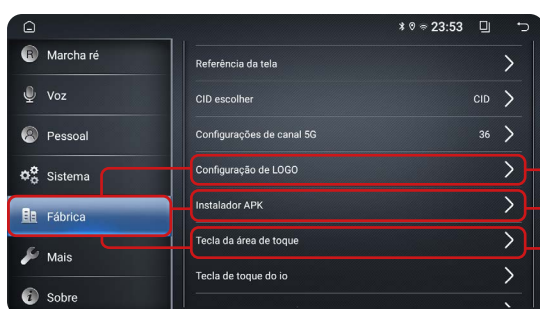 23:53
R Marcha ré
Voz
Pessoal
Sistema
Fábrica
Mais
i Sobre
Referência da tela
CID escolher CID
Configurações de canal 5G 36
Configuração de LOGO
Instalador APK
Tecla da área de toque
Tecla de toque do io